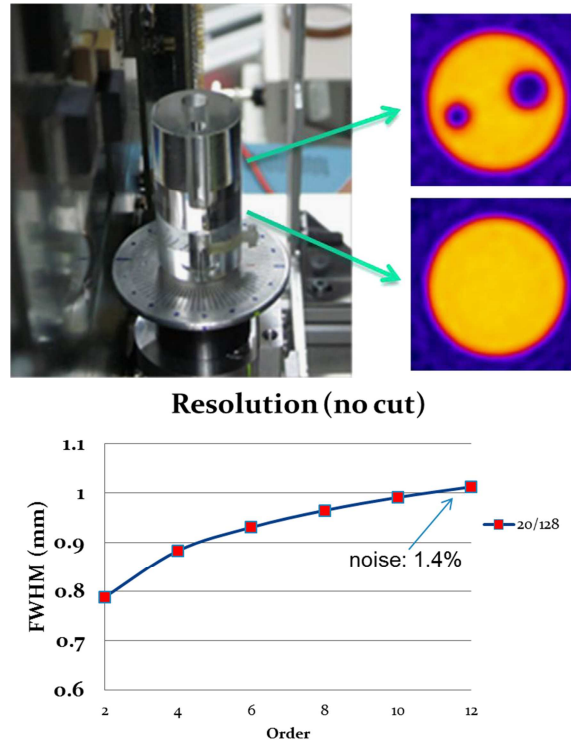 Resolution (no cut)
1.1
1
0.9
0.8
0.7
0.6
FWHM (mm)
noise: 1.4%
20/128
2 4 6 8 10 12
Order